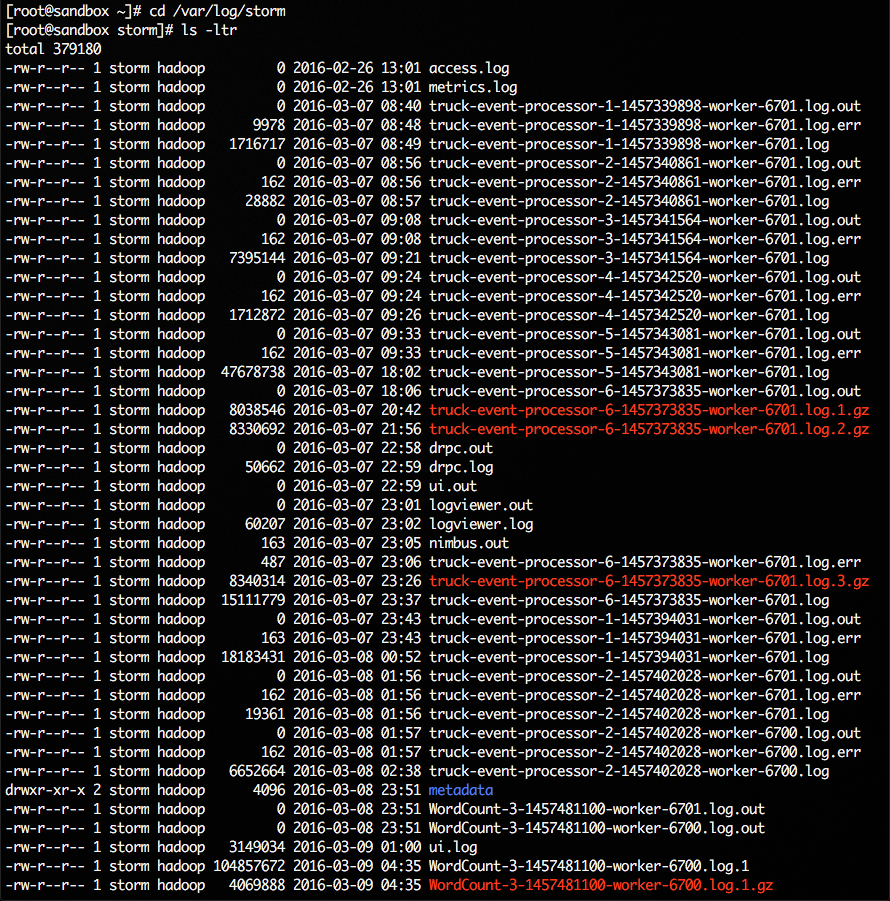 [root@sandbox ~]# cd /var/log/storm
[root@sandbox storm]# ls -ltr
total 379180
-rw-r--r-- 1 storm hadoop         0 2016-02-26 13:01 access.log
-rw-r--r-- 1 storm hadoop         0 2016-02-26 13:01 metrics.log
-rw-r--r-- 1 storm hadoop         0 2016-03-07 08:40 truck-event-processor-1-1457339898-worker-6701.log.out
-rw-r--r-- 1 storm hadoop      9978 2016-03-07 08:48 truck-event-processor-1-1457339898-worker-6701.log.err
-rw-r--r-- 1 storm hadoop   1716717 2016-03-07 08:49 truck-event-processor-1-1457339898-worker-6701.log
-rw-r--r-- 1 storm hadoop         0 2016-03-07 08:56 truck-event-processor-2-1457340861-worker-6701.log.out
-rw-r--r-- 1 storm hadoop       162 2016-03-07 08:56 truck-event-processor-2-1457340861-worker-6701.log.err
-rw-r--r-- 1 storm hadoop     28882 2016-03-07 08:57 truck-event-processor-2-1457340861-worker-6701.log
-rw-r--r-- 1 storm hadoop         0 2016-03-07 09:08 truck-event-processor-3-1457341564-worker-6701.log.out
-rw-r--r-- 1 storm hadoop       162 2016-03-07 09:08 truck-event-processor-3-1457341564-worker-6701.log.err
-rw-r--r-- 1 storm hadoop   7395144 2016-03-07 09:21 truck-event-processor-3-1457341564-worker-6701.log
-rw-r--r-- 1 storm hadoop         0 2016-03-07 09:24 truck-event-processor-4-1457342520-worker-6701.log.out
-rw-r--r-- 1 storm hadoop       162 2016-03-07 09:24 truck-event-processor-4-1457342520-worker-6701.log.err
-rw-r--r-- 1 storm hadoop   1712872 2016-03-07 09:26 truck-event-processor-4-1457342520-worker-6701.log
-rw-r--r-- 1 storm hadoop         0 2016-03-07 09:33 truck-event-processor-5-1457343081-worker-6701.log.out
-rw-r--r-- 1 storm hadoop       162 2016-03-07 09:33 truck-event-processor-5-1457343081-worker-6701.log.err
-rw-r--r-- 1 storm hadoop  47678738 2016-03-07 18:02 truck-event-processor-5-1457343081-worker-6701.log
-rw-r--r-- 1 storm hadoop         0 2016-03-07 18:06 truck-event-processor-6-1457373835-worker-6701.log.out
-rw-r--r-- 1 storm hadoop   8038546 2016-03-07 20:42 truck-event-processor-6-1457373835-worker-6701.log.1.gz
-rw-r--r-- 1 storm hadoop   8330692 2016-03-07 21:56 truck-event-processor-6-1457373835-worker-6701.log.2.gz
-rw-r--r-- 1 storm hadoop         0 2016-03-07 22:58 drpc.out
-rw-r--r-- 1 storm hadoop     50662 2016-03-07 22:59 drpc.log
-rw-r--r-- 1 storm hadoop         0 2016-03-07 22:59 ui.out
-rw-r--r-- 1 storm hadoop         0 2016-03-07 23:01 logviewer.out
-rw-r--r-- 1 storm hadoop     60207 2016-03-07 23:02 logviewer.log
-rw-r--r-- 1 storm hadoop       163 2016-03-07 23:05 nimbus.out
-rw-r--r-- 1 storm hadoop       487 2016-03-07 23:06 truck-event-processor-6-1457373835-worker-6701.log.err
-rw-r--r-- 1 storm hadoop   8340314 2016-03-07 23:26 truck-event-processor-6-1457373835-worker-6701.log.3.gz
-rw-r--r-- 1 storm hadoop  15111779 2016-03-07 23:37 truck-event-processor-6-1457373835-worker-6701.log
-rw-r--r-- 1 storm hadoop         0 2016-03-07 23:43 truck-event-processor-1-1457394031-worker-6701.log.out
-rw-r--r-- 1 storm hadoop       163 2016-03-07 23:43 truck-event-processor-1-1457394031-worker-6701.log.err
-rw-r--r-- 1 storm hadoop  18183431 2016-03-08 00:52 truck-event-processor-1-1457394031-worker-6701.log
-rw-r--r-- 1 storm hadoop         0 2016-03-08 01:56 truck-event-processor-2-1457402028-worker-6701.log.out
-rw-r--r-- 1 storm hadoop       162 2016-03-08 01:56 truck-event-processor-2-1457402028-worker-6701.log.err
-rw-r--r-- 1 storm hadoop     19361 2016-03-08 01:56 truck-event-processor-2-1457402028-worker-6701.log
-rw-r--r-- 1 storm hadoop         0 2016-03-08 01:57 truck-event-processor-2-1457402028-worker-6700.log.out
-rw-r--r-- 1 storm hadoop       162 2016-03-08 01:57 truck-event-processor-2-1457402028-worker-6700.log.err
-rw-r--r-- 1 storm hadoop   6652664 2016-03-08 02:38 truck-event-processor-2-1457402028-worker-6700.log
drwxr-xr-x 2 storm hadoop      4096 2016-03-08 23:51 metadata
-rw-r--r-- 1 storm hadoop         0 2016-03-08 23:51 WordCount-3-1457481100-worker-6701.log.out
-rw-r--r-- 1 storm hadoop         0 2016-03-08 23:51 WordCount-3-1457481100-worker-6700.log.out
-rw-r--r-- 1 storm hadoop   3149034 2016-03-09 01:00 ui.log
-rw-r--r-- 1 storm hadoop 104857672 2016-03-09 04:35 WordCount-3-1457481100-worker-6700.log.1
-rw-r--r-- 1 storm hadoop   4069888 2016-03-09 04:35 WordCount-3-1457481100-worker-6700.log.1.gz